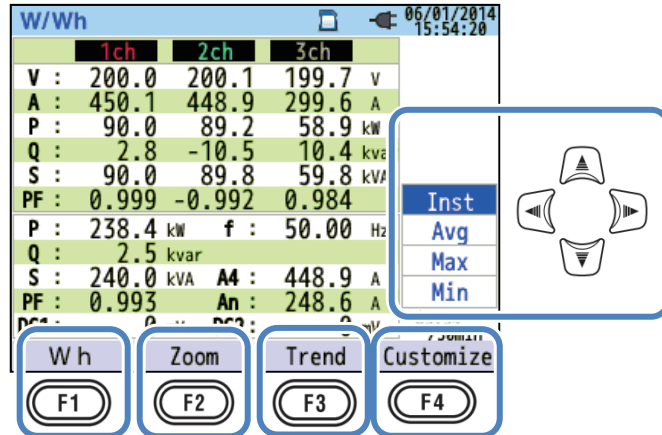 W/Wh 06/01/2014
15:54:20
1ch 2ch 3ch
V : 200.0 200.1 199.7 V
A : 450.1 448.9 299.6 A
P : 90.0 89.2 58.9 kW
Q : 2.8 -10.5 10.4 kva
S : 90.0 89.8 59.8 kVA
PF : 0.999 -0.992 0.984
P : 238.4 kW f : 50.00 Hz
Q : 2.5 kvar
S : 240.0 kVA A4 : 448.9 A
PF : 0.993 An : 248.6 A
Inst
Avg
Max
Min
Wh Zoom Trend Customize
F1 F2 F3 F4